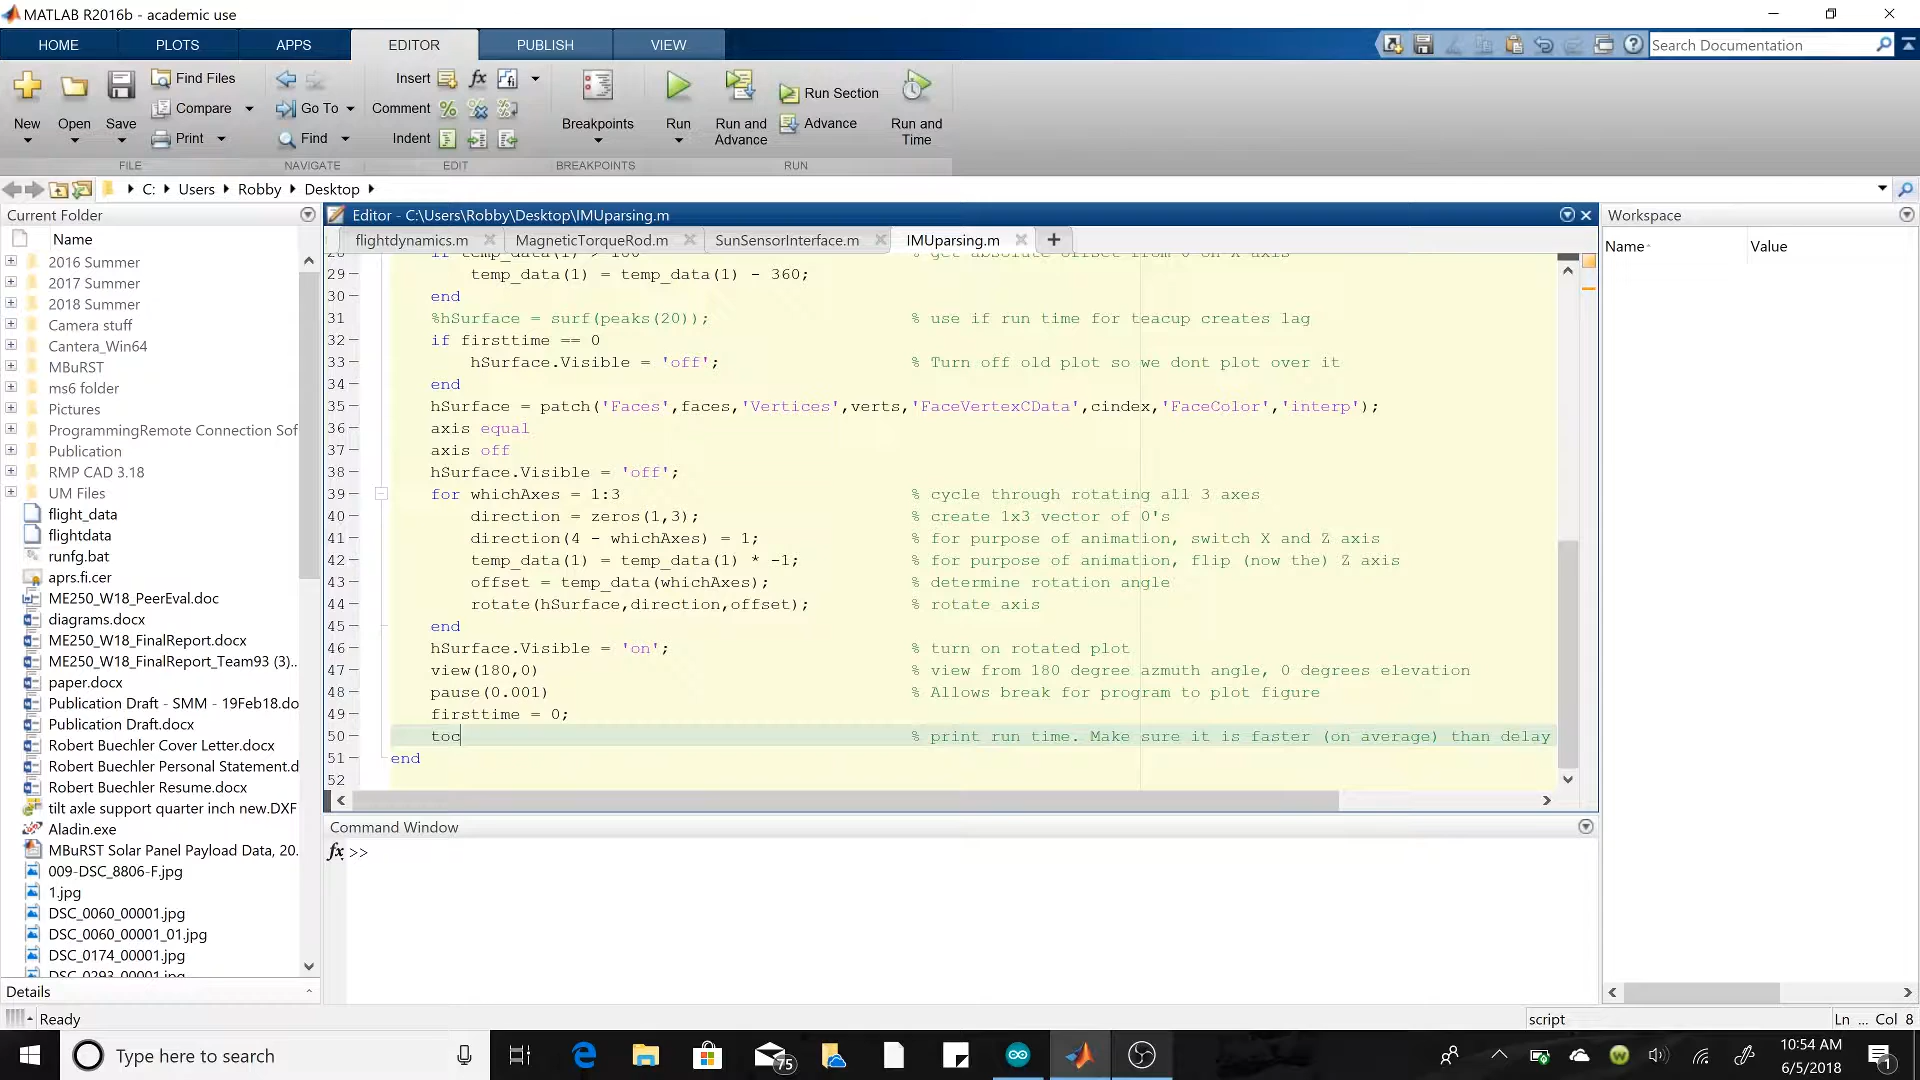 MATLAB R2016b - academic use
HOME PLOTS APPS EDITOR PUBLISH VIEW
Search Documentation
New Open Save Find Files Compare Print
Go To Find
Insert fx
Comment
Indent
Breakpoints
Run
Run and Advance
Run Section
Advance
Run and Time
FILE NAVIGATE EDIT BREAKPOINTS RUN
C: Users Robby Desktop
Current Folder
Name
2016 Summer
2017 Summer
2018 Summer
Camera stuff
Cantera_Win64
MBuRST
ms6 folder
Pictures
ProgrammingRemote Connection Sof
Publication
RMP CAD 3.18
UM Files
flight_data
flightdata
runfg.bat
aprs.fi.cer
ME250_W18_PeerEval.doc
diagrams.docx
ME250_W18_FinalReport.docx
ME250_W18_FinalReport_Team93 (3)...
paper.docx
Publication Draft - SMM - 19Feb18.do
Publication Draft.docx
Robert Buechler Cover Letter.docx
Robert Buechler Personal Statement.d
Robert Buechler Resume.docx
tilt axle support quarter inch new.DXF
Aladin.exe
MBuRST Solar Panel Payload Data, 20.
009-DSC_8806-F.jpg
1.jpg
DSC_0060_00001.jpg
DSC_0060_00001_01.jpg
DSC_0174_00001.jpg
DSC_0293_00001.jpg
Details
Editor - C:\Users\Robby\Desktop\IMUparsing.m
flightdynamics.m MagneticTorqueRod.m SunSensorInterface.m IMUparsing.m
28 if temp_data(1) > 180 % get absolute offset from 0 on X axis
29 temp_data(1) = temp_data(1) - 360;
30 end
31 %hSurface = surf(peaks(20)); % use if run time for teacup creates lag
32 if firsttime == 0
33 hSurface.Visible = 'off'; % Turn off old plot so we dont plot over it
34 end
35 hSurface = patch('Faces',faces,'Vertices',verts,'FaceVertexCData',cindex,'FaceColor','interp');
36 axis equal
37 axis off
38 hSurface.Visible = 'off';
39 for whichAxes = 1:3 % cycle through rotating all 3 axes
40 direction = zeros(1,3); % create 1x3 vector of 0's
41 direction(4 - whichAxes) = 1; % for purpose of animation, switch X and Z axis
42 temp_data(1) = temp_data(1) * -1; % for purpose of animation, flip (now the) Z axis
43 offset = temp_data(whichAxes); % determine rotation angle
44 rotate(hSurface,direction,offset); % rotate axis
45 end
46 hSurface.Visible = 'on'; % turn on rotated plot
47 view(180,0) % view from 180 degree azmuth angle, 0 degrees elevation
48 pause(0.001) % Allows break for program to plot figure
49 firsttime = 0;
50 toc % print run time. Make sure it is faster (on average) than delay
51 end
52
Command Window
fx >>
Workspace
Name Value
Ready
script
Ln ... Col 8
Type here to search
75
10:54 AM
6/5/2018
1